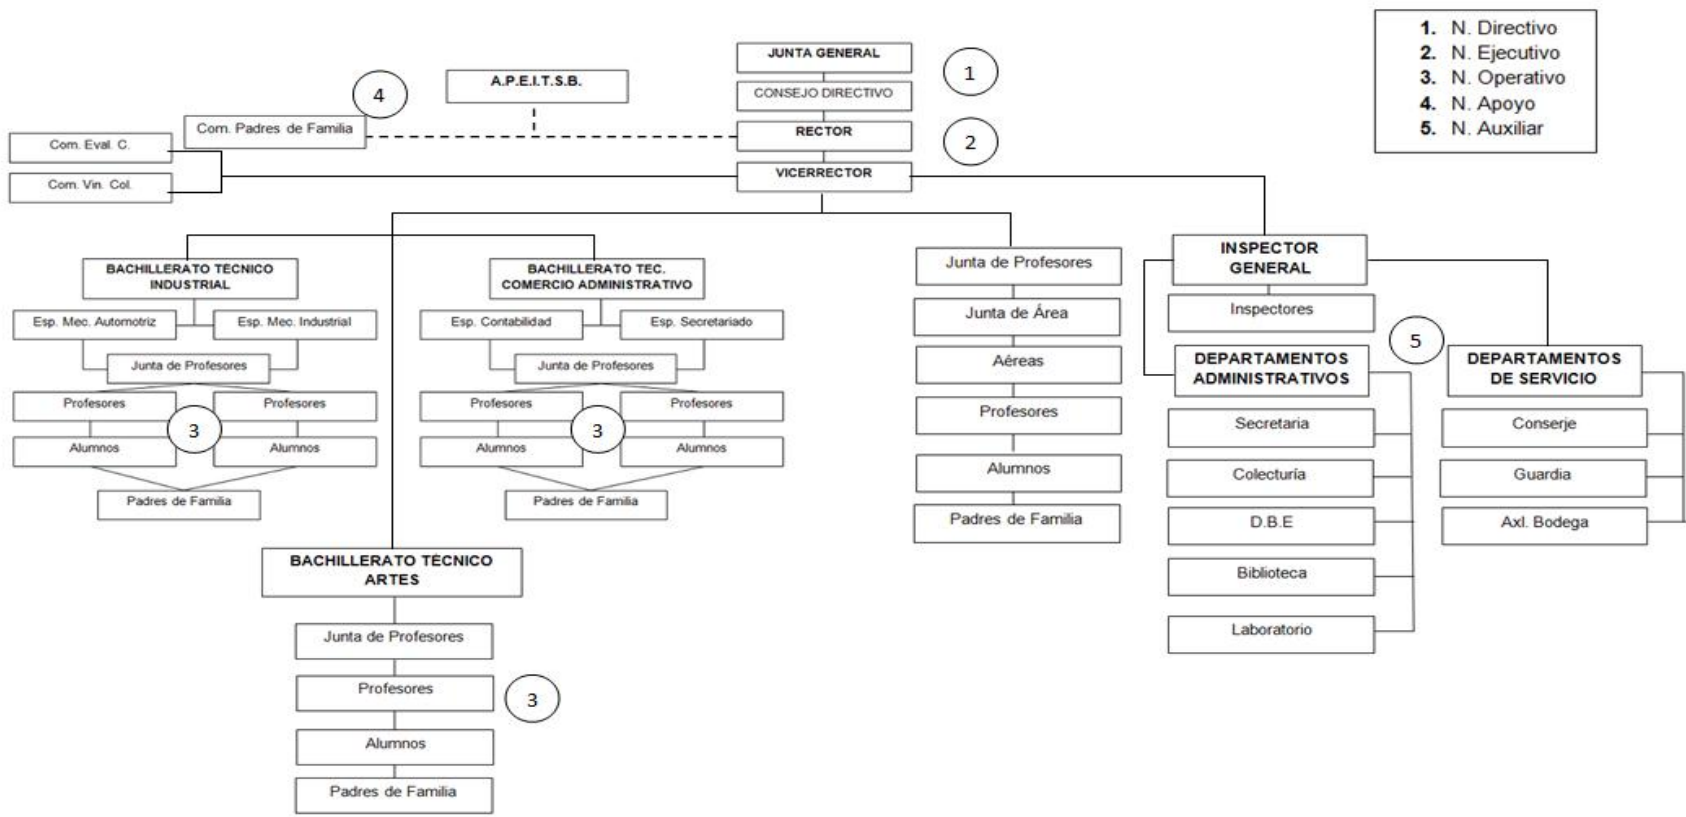 JUNTA GENERAL
CONSEJO DIRECTIVO
RECTOR
VICERRECTOR
1
2
A.P.E.I.T.S.B.
4
Com. Padres de Familia
Com. Eval. C.
Com. Vin. Col.
1. N. Directivo
2. N. Ejecutivo
3. N. Operativo
4. N. Apoyo
5. N. Auxiliar
BACHILLERATO TÉCNICO
INDUSTRIAL
Esp. Mec. Automotriz
Esp. Mec. Industrial
Junta de Profesores
Profesores
Profesores
3
Alumnos
Alumnos
Padres de Familia
BACHILLERATO TEC.
COMERCIO ADMINISTRATIVO
Esp. Contabilidad
Esp. Secretariado
Junta de Profesores
Profesores
Profesores
3
Alumnos
Alumnos
Padres de Familia
BACHILLERATO TÉCNICO
ARTES
Junta de Profesores
Profesores
3
Alumnos
Padres de Familia
Junta de Profesores
Junta de Área
Aéreas
Profesores
Alumnos
Padres de Familia
INSPECTOR
GENERAL
Inspectores
5
DEPARTAMENTOS
ADMINISTRATIVOS
Secretaria
Colecturía
D.B.E
Biblioteca
Laboratorio
DEPARTAMENTOS
DE SERVICIO
Conserje
Guardia
Axl. Bodega